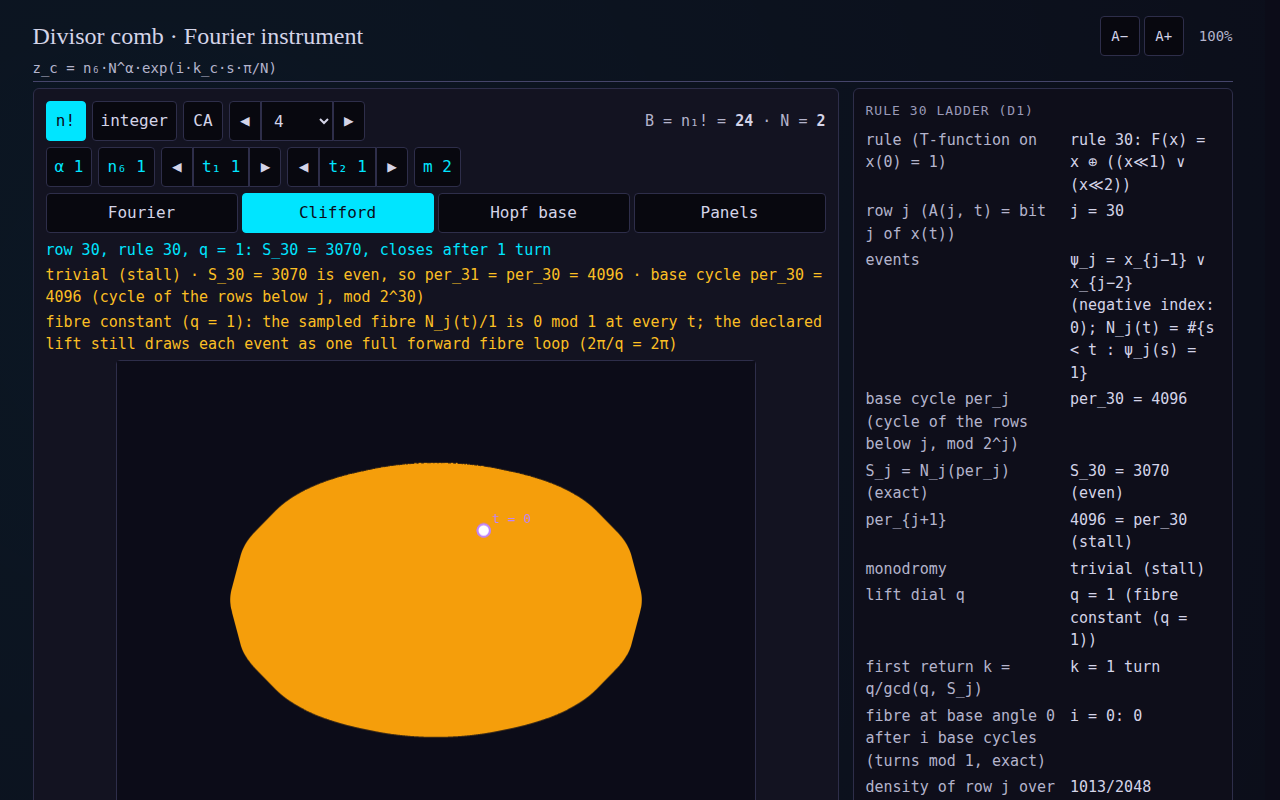 Divisor comb · Fourier instrument
A− A+ 100%
z_c = n₆·N^α·exp(i·k_c·s·π/N)
n! integer CA ◀ 4 ▶ B = n₁! = 24 · N = 2
α 1 n₆ 1 ◀ t₁ 1 ▶ ◀ t₂ 1 ▶ m 2
Fourier Clifford Hopf base Panels
row 30, rule 30, q = 1: S_30 = 3070, closes after 1 turn
trivial (stall) · S_30 = 3070 is even, so per_31 = per_30 = 4096 · base cycle per_30 =
4096 (cycle of the rows below j, mod 2^30)
fibre constant (q = 1): the sampled fibre N_j(t)/1 is 0 mod 1 at every t; the declared
lift still draws each event as one full forward fibre loop (2π/q = 2π)
RULE 30 LADDER (D1)
rule (T-function on
x(0) = 1)
rule 30: F(x) =
x ⊕ ((x≪1) ∨
(x≪2))
row j (A(j, t) = bit
j of x(t))
j = 30
events
ψ_j = x_{j−1} ∨
x_{j−2}
(negative index:
0); N_j(t) = #{s
< t : ψ_j(s) =
1}
base cycle per_j
(cycle of the rows
below j, mod 2^j)
per_30 = 4096
S_j = N_j(per_j)
(exact)
S_30 = 3070
(even)
per_{j+1}
4096 = per_30
(stall)
monodromy
trivial (stall)
lift dial q
q = 1 (fibre
constant (q =
1))
first return k =
q/gcd(q, S_j)
k = 1 turn
fibre at base angle 0
after i base cycles
(turns mod 1, exact)
i = 0: 0
density of row j over
1013/2048